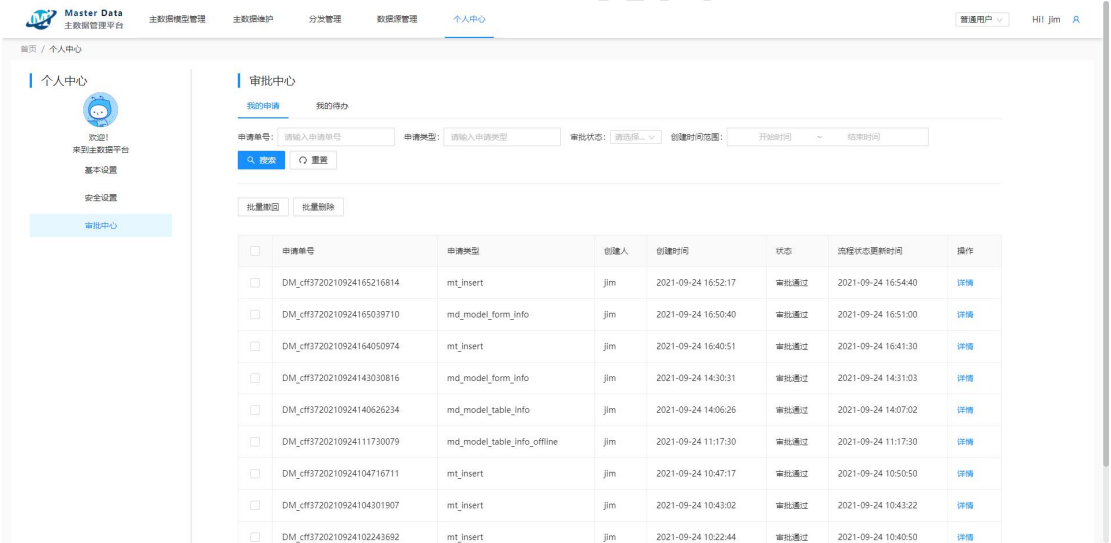 Master Data
主数据管理平台
主数据模型管理 主数据维护 分发管理 数据源管理 个人中心 普通用户 Hi! jim
首页 / 个人中心
个人中心
欢迎!
来到主数据平台
基本设置
安全设置
审批中心
审批中心
我的申请 我的待办
申请单号: 请输入申请单号 申请类型: 请输入申请类型 审批状态: 请选择... 创建时间范围: 开始时间 ~ 结束时间
搜索 重置
批量撤回 批量删除
申请单号 申请类型 创建人 创建时间 状态 流程状态更新时间 操作
DM_cff3720210924165216814 mt_insert jim 2021-09-24 16:52:17 审批通过 2021-09-24 16:54:40 详情
DM_cff3720210924165039710 md_model_form_info jim 2021-09-24 16:50:40 审批通过 2021-09-24 16:51:00 详情
DM_cff3720210924164050974 mt_insert jim 2021-09-24 16:40:51 审批通过 2021-09-24 16:41:30 详情
DM_cff3720210924143030816 md_model_form_info jim 2021-09-24 14:30:31 审批通过 2021-09-24 14:31:03 详情
DM_cff3720210924140626234 md_model_table_info jim 2021-09-24 14:06:26 审批通过 2021-09-24 14:07:02 详情
DM_cff3720210924111730079 md_model_table_info_offline jim 2021-09-24 11:17:30 审批通过 2021-09-24 11:17:30 详情
DM_cff3720210924104716711 mt_insert jim 2021-09-24 10:47:17 审批通过 2021-09-24 10:50:50 详情
DM_cff3720210924104301907 mt_insert jim 2021-09-24 10:43:02 审批通过 2021-09-24 10:43:22 详情
DM_cff3720210924102243692 mt_insert jim 2021-09-24 10:22:44 审批通过 2021-09-24 10:40:50 详情